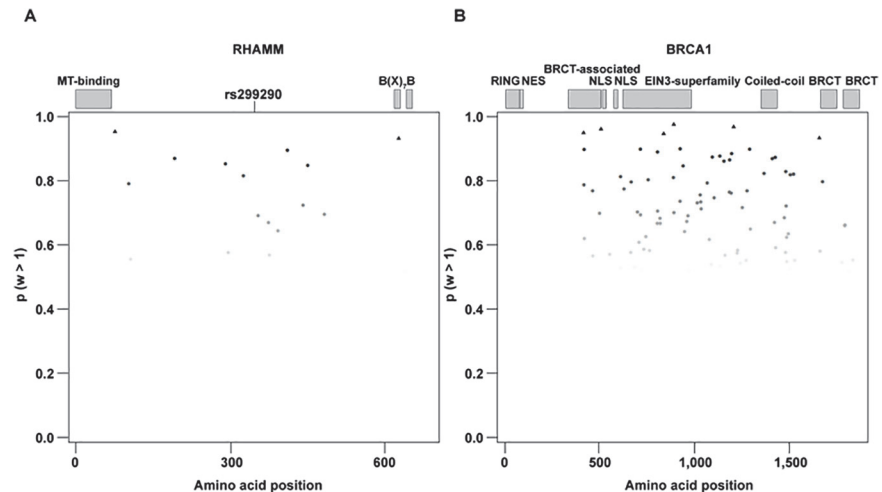 A
RHAMM
MT-binding
rs299290
B(X)7B
1.0
0.8
0.6
0.4
0.2
0.0
p (w > 1)
0
300
600
Amino acid position
B
BRCA1
BRCT-associated
RING NES NLS NLS EIN3-superfamily Coiled-coil BRCT BRCT
1.0
0.8
0.6
0.4
0.2
0.0
p (w > 1)
0
500
1,000
1,500
Amino acid position